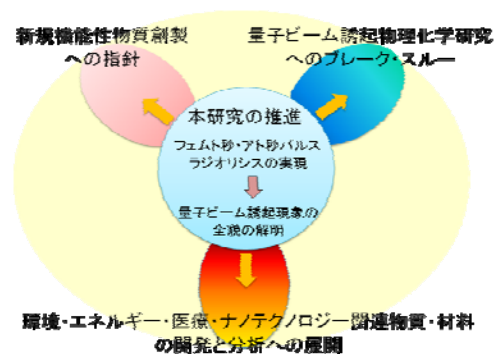 新規機能性物質創製
への指針
量子ビーム誘起物理化学研究
へのブレーク・スルー
本研究の推進
フェムト秒・アト秒パルス
ラジオリシスの実現
量子ビーム誘起現象の
全貌の解明
環境・エネルギー・医療・ナノテクノロジー関連物質・材料
の開発と分析への展開